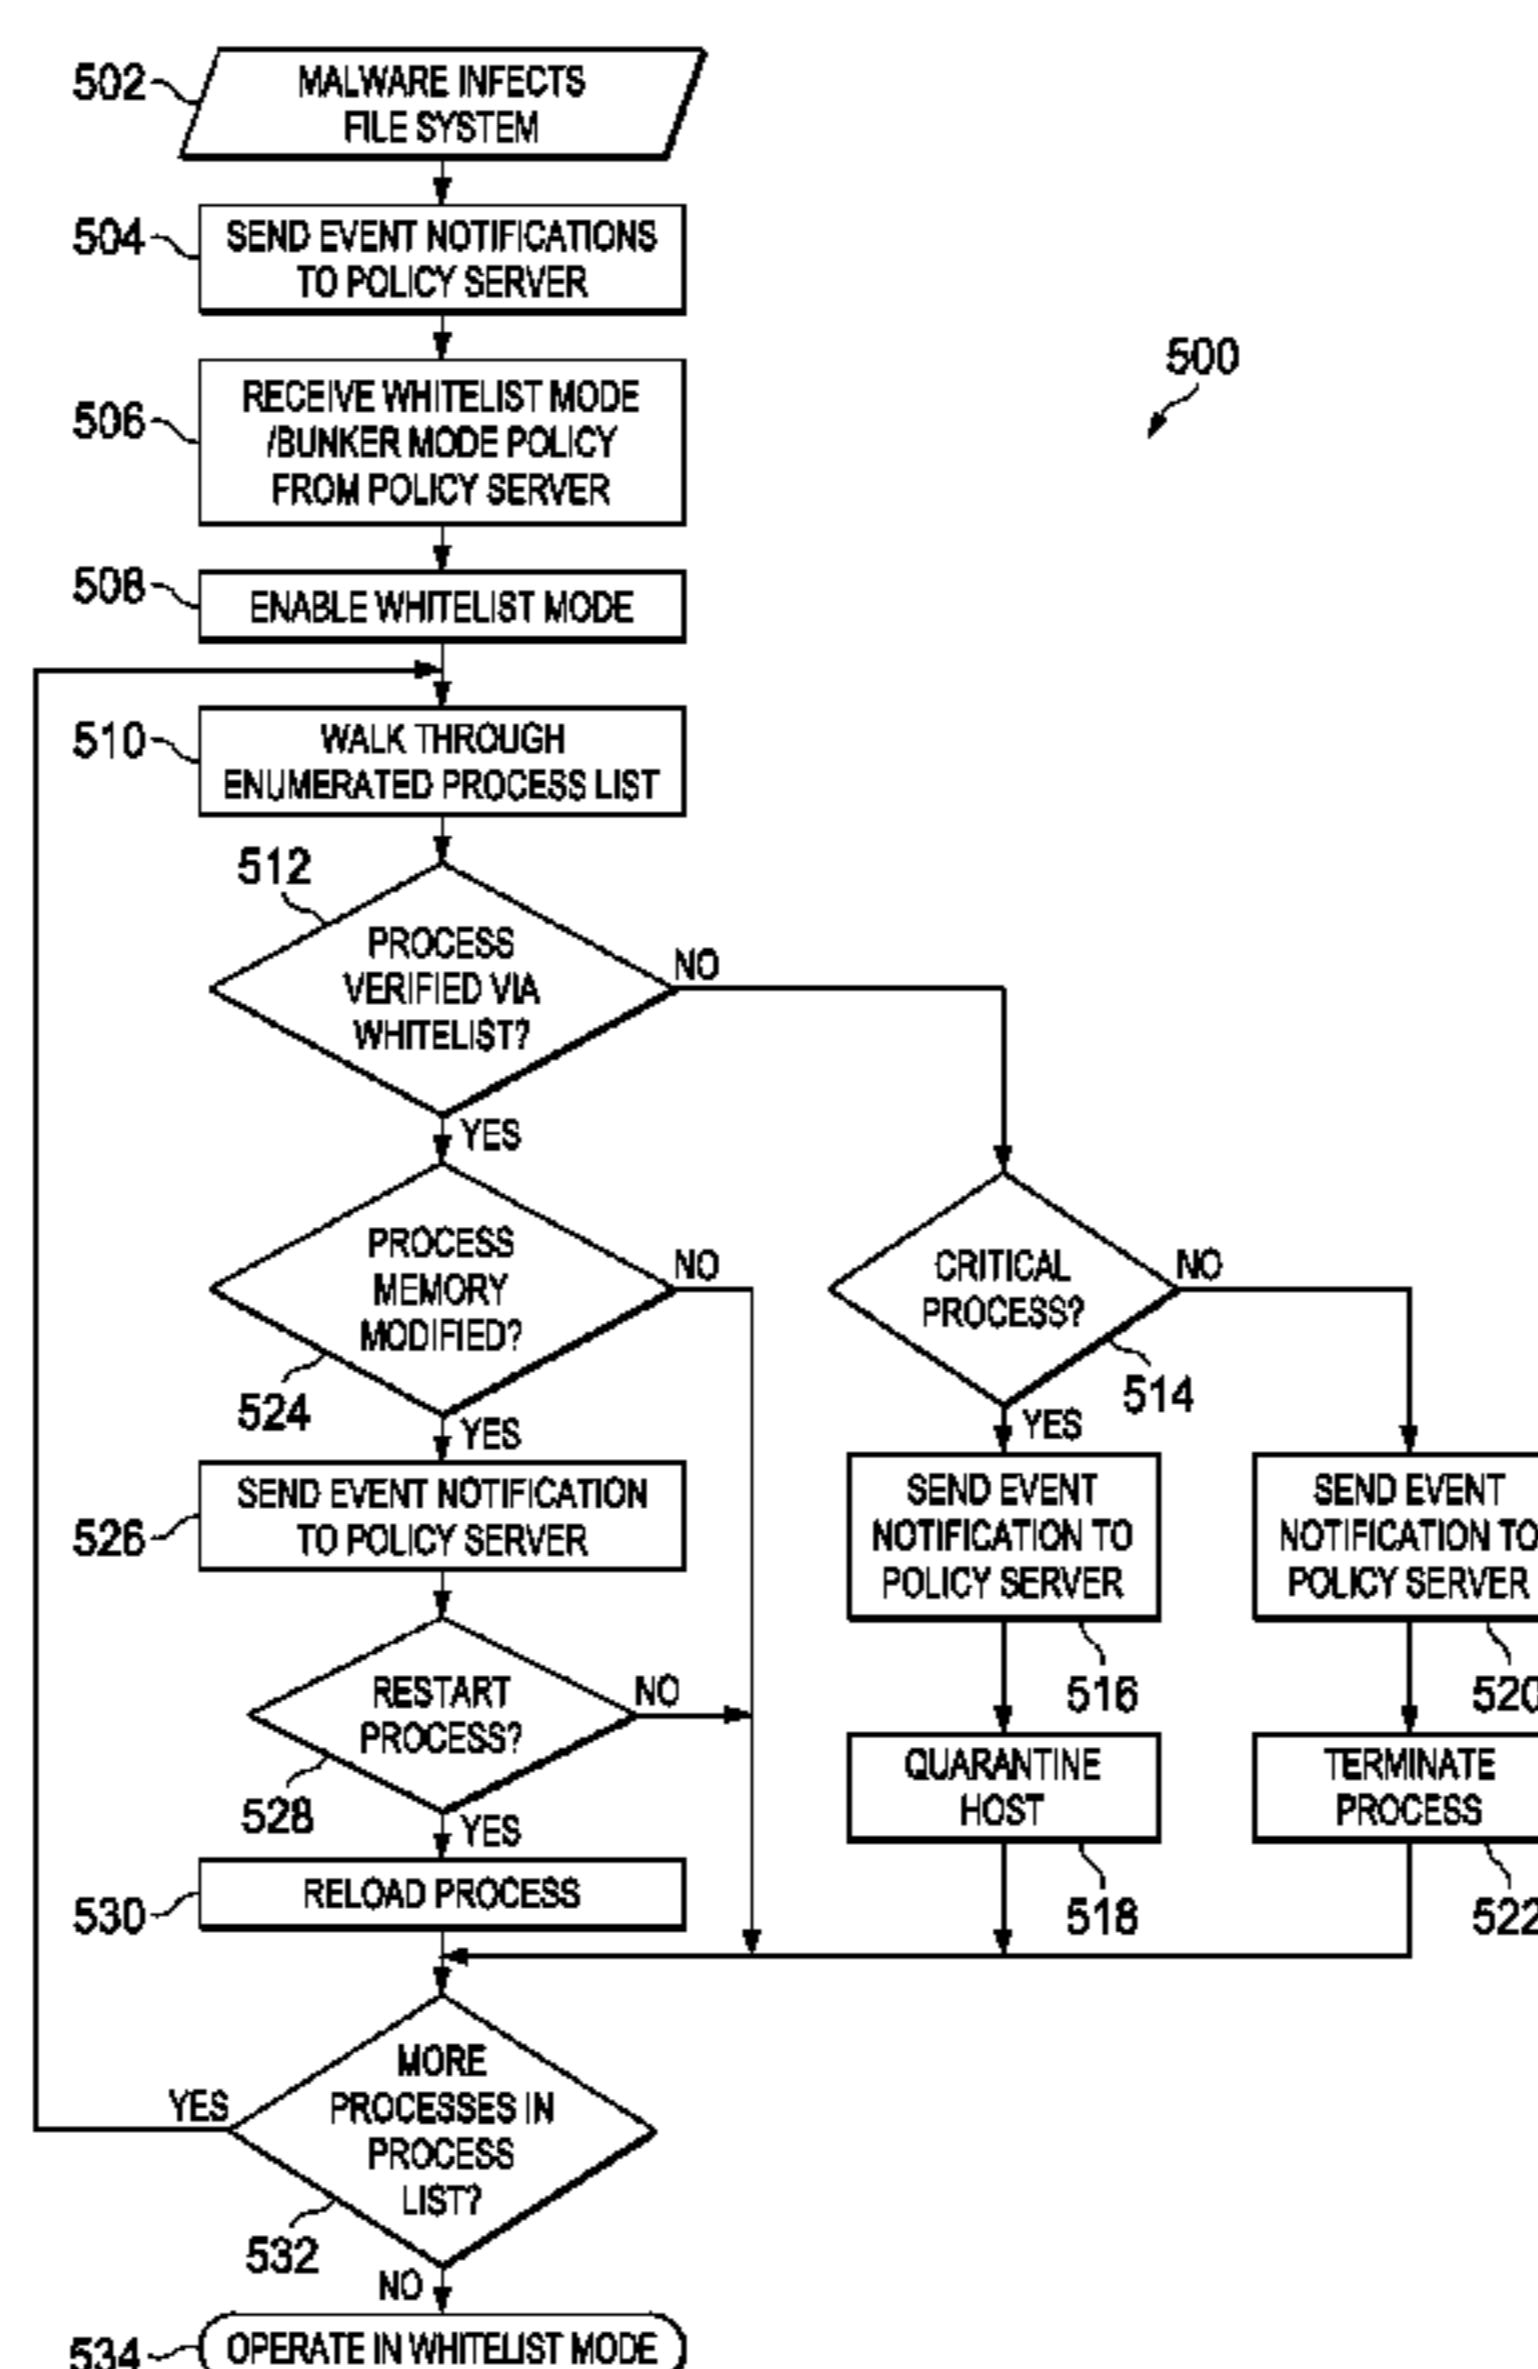 502
MALWARE INFECTS
FILE SYSTEM
504
SEND EVENT NOTIFICATIONS
TO POLICY SERVER
500
506
RECEIVE WHITELIST MODE
/BUNKER MODE POLICY
FROM POLICY SERVER
508
ENABLE WHITELIST MODE
510
WALK THROUGH
ENUMERATED PROCESS LIST
512
PROCESS
VERIFIED VIA
WHITELIST?
NO
YES
PROCESS
MEMORY
MODIFIED?
NO
524
YES
CRITICAL
PROCESS?
NO
514
YES
526
SEND EVENT NOTIFICATION
TO POLICY SERVER
SEND EVENT
NOTIFICATION TO
POLICY SERVER
516
SEND EVENT
NOTIFICATION TO
POLICY SERVER
520
RESTART
PROCESS?
NO
528
YES
QUARANTINE
HOST
518
TERMINATE
PROCESS
522
530
RELOAD PROCESS
MORE
PROCESSES IN
PROCESS
LIST?
YES
532
NO
534
OPERATE IN WHITELIST MODE